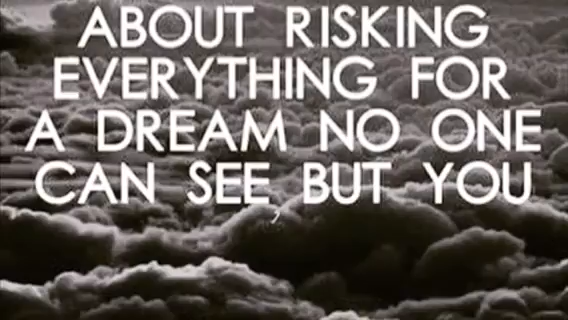 ABOUT RISKING
EVERYTHING FOR
A DREAM NO ONE
CAN SEE BUT YOU